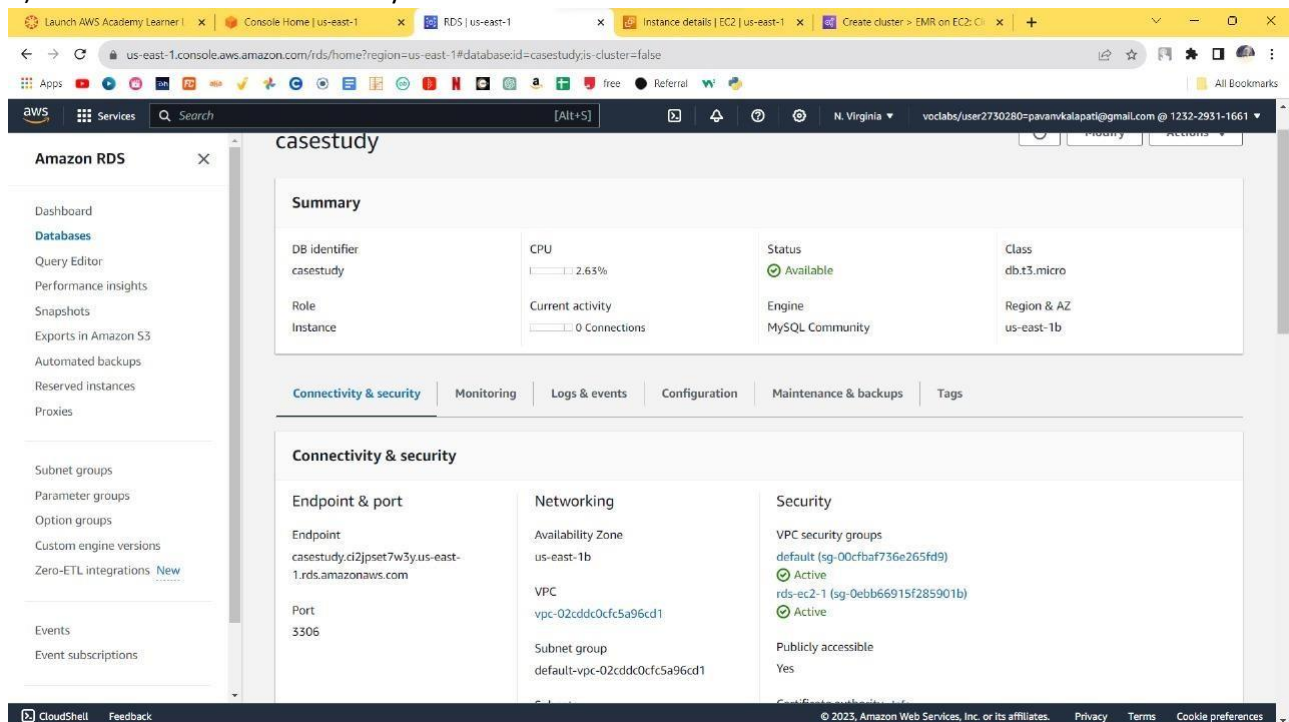 Launch AWS Academy Learner L
Console Home | us-east-1
RDS | us-east-1
Instance details | EC2 | us-east-1
Create cluster > EMR on EC2: Cl
us-east-1.console.aws.amazon.com/rds/home?region=us-east-1#database:id=casestudy;is-cluster=false
Apps
free
Referral
All Bookmarks
aws
Services
Search
[Alt+S]
N. Virginia
voclabs/user2730280=pavanvkalapati@gmail.com @ 1232-2931-1661
Amazon RDS
Dashboard
Databases
Query Editor
Performance insights
Snapshots
Exports in Amazon S3
Automated backups
Reserved instances
Proxies
Subnet groups
Parameter groups
Option groups
Custom engine versions
Zero-ETL integrations New
Events
Event subscriptions
casestudy
Modify
Actions
Summary
DB identifier
casestudy
CPU
2.63%
Status
Available
Class
db.t3.micro
Role
Instance
Current activity
0 Connections
Engine
MySQL Community
Region & AZ
us-east-1b
Connectivity & security
Monitoring
Logs & events
Configuration
Maintenance & backups
Tags
Connectivity & security
Endpoint & port
Endpoint
casestudy.ci2jpset7w3y.us-east-
1.rds.amazonaws.com
Port
3306
Networking
Availability Zone
us-east-1b
VPC
vpc-02cddc0cfc5a96cd1
Subnet group
default-vpc-02cddc0cfc5a96cd1
Security
VPC security groups
default (sg-00cfbaf736e265fd9)
Active
rds-ec2-1 (sg-0ebb66915f285901b)
Active
Publicly accessible
Yes
CloudShell
Feedback
© 2023, Amazon Web Services, Inc. or its affiliates.
Privacy
Terms
Cookie preferences